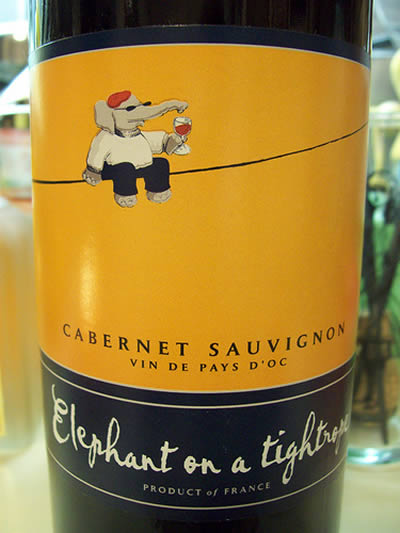 CABERNET SAUVIGNON
VIN DE PAYS D'OC
Elephant on a tightrope
PRODUCT of FRANCE